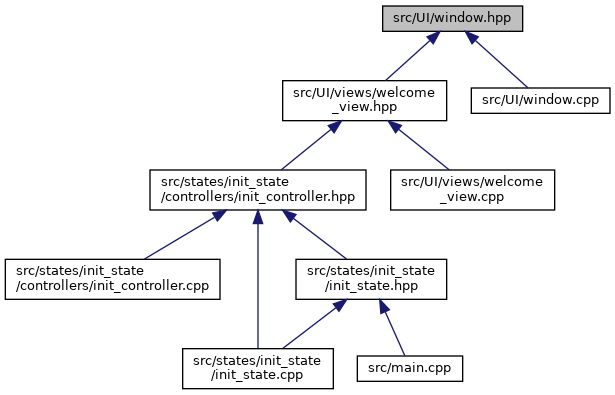 src/UI/window.hpp
src/UI/views/welcome
_view.hpp
src/UI/window.cpp
src/states/init_state
/controllers/init_controller.hpp
src/UI/views/welcome
_view.cpp
src/states/init_state
/controllers/init_controller.cpp
src/states/init_state
/init_state.hpp
src/states/init_state
/init_state.cpp
src/main.cpp